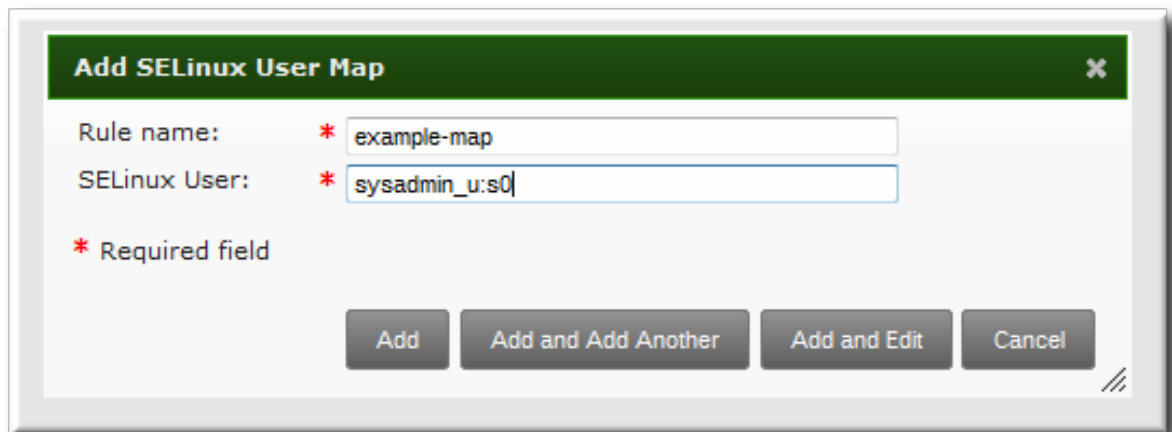 Add SELinux User Map
Rule name: * example-map
SELinux User: * sysadmin_u:s0
* Required field
Add Add and Add Another Add and Edit Cancel